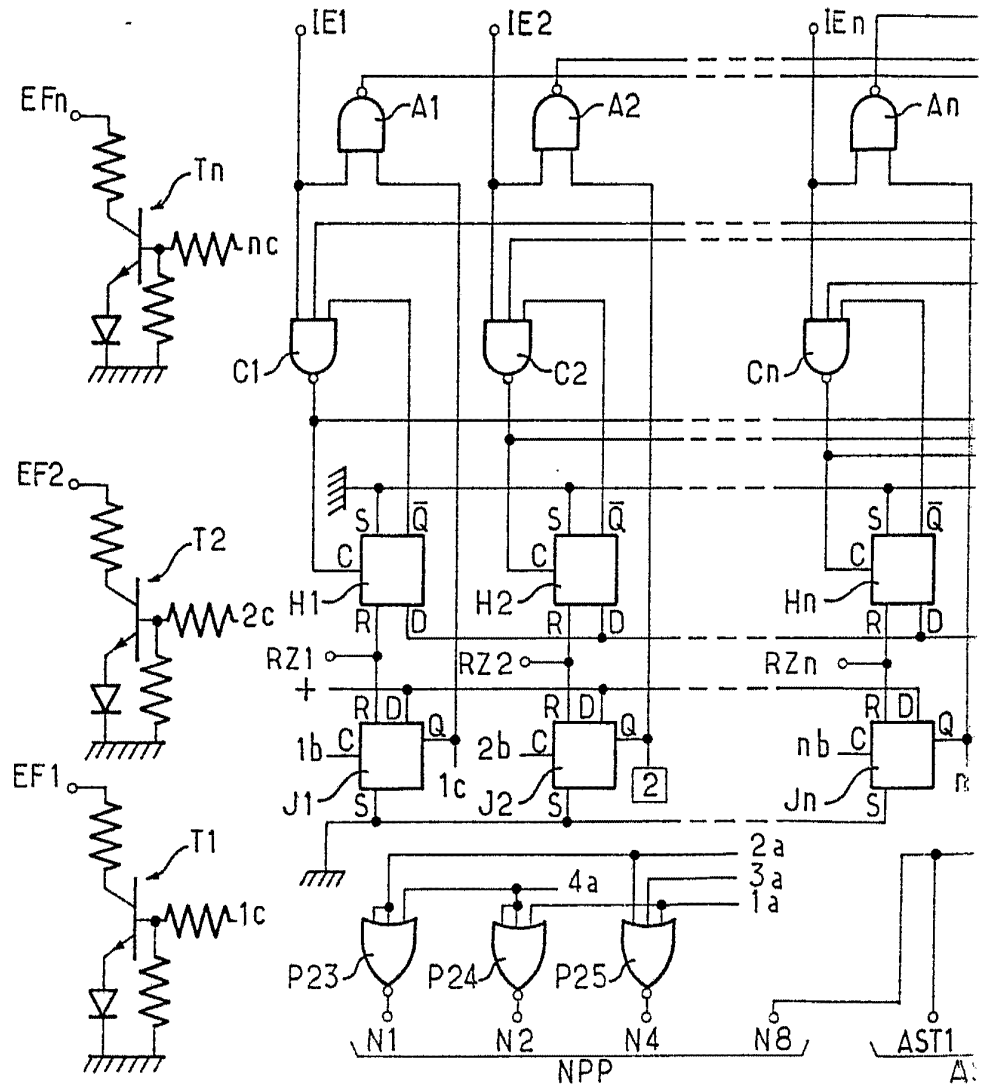 IE1 IE2 IEn
EFn A1 A2 An
Tn
nc
C1 C2 Cn
EF2
S Q̄ S Q̄ S Q̄
T2 C C C
H1 H2 Hn
2c R D R D R D
RZ1 RZ2 RZn
+
R D R D R D
1b C Q 2b C Q nb C Q
EF1 1c 2 n
J1 S J2 S Jn S
T1 2a
3a
4a 1a
1c
P23 P24 P25
N1 N2 N4 N8 AST1
NPP